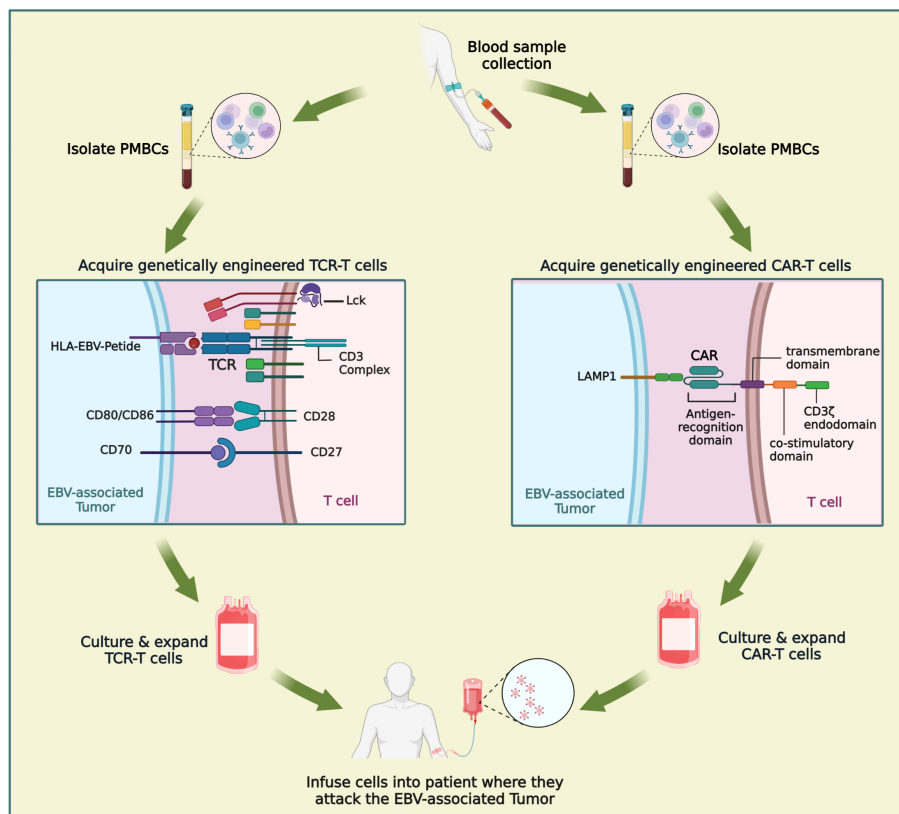 Blood sample
collection
Isolate PMBCs
Isolate PMBCs
Acquire genetically engineered TCR-T cells
Lck
HLA-EBV-Petide
TCR
CD3
Complex
CD80/CD86
CD28
CD70
CD27
EBV-associated
Tumor
T cell
Acquire genetically engineered CAR-T cells
CAR
transmembrane
domain
LAMP1
Antigen-
recognition
domain
CD3ζ
endodomain
co-stimulatory
domain
EBV-associated
Tumor
T cell
Culture & expand
TCR-T cells
Culture & expand
CAR-T cells
Infuse cells into patient where they
attack the EBV-associated Tumor